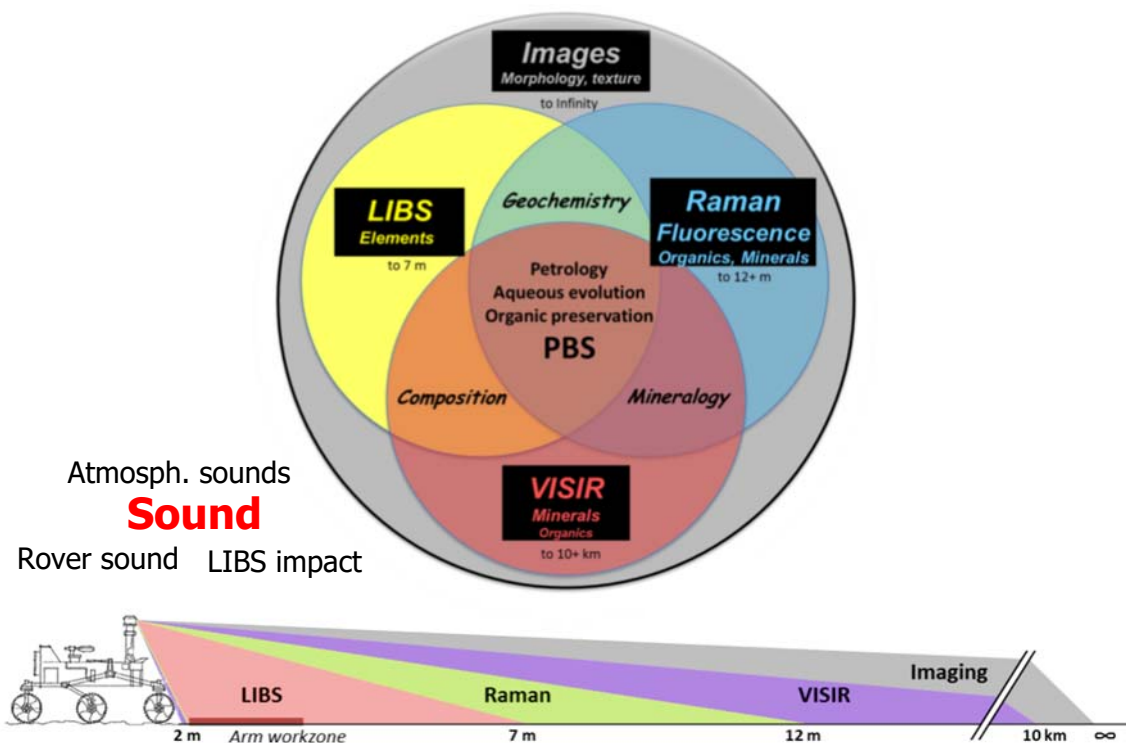 Images
Morphology, texture
to Infinity
LIBS
Elements
to 7 m
Geochemistry
Raman
Fluorescence
Organics, Minerals
to 12+ m
Petrology
Aqueous evolution
Organic preservation
PBS
Composition
Mineralogy
VISIR
Minerals
Organics
to 10+ km
Atmosph. sounds
Sound
Rover sound LIBS impact
Imaging
LIBS Raman VISIR
2 m Arm workzone 7 m 12 m 10 km ∞